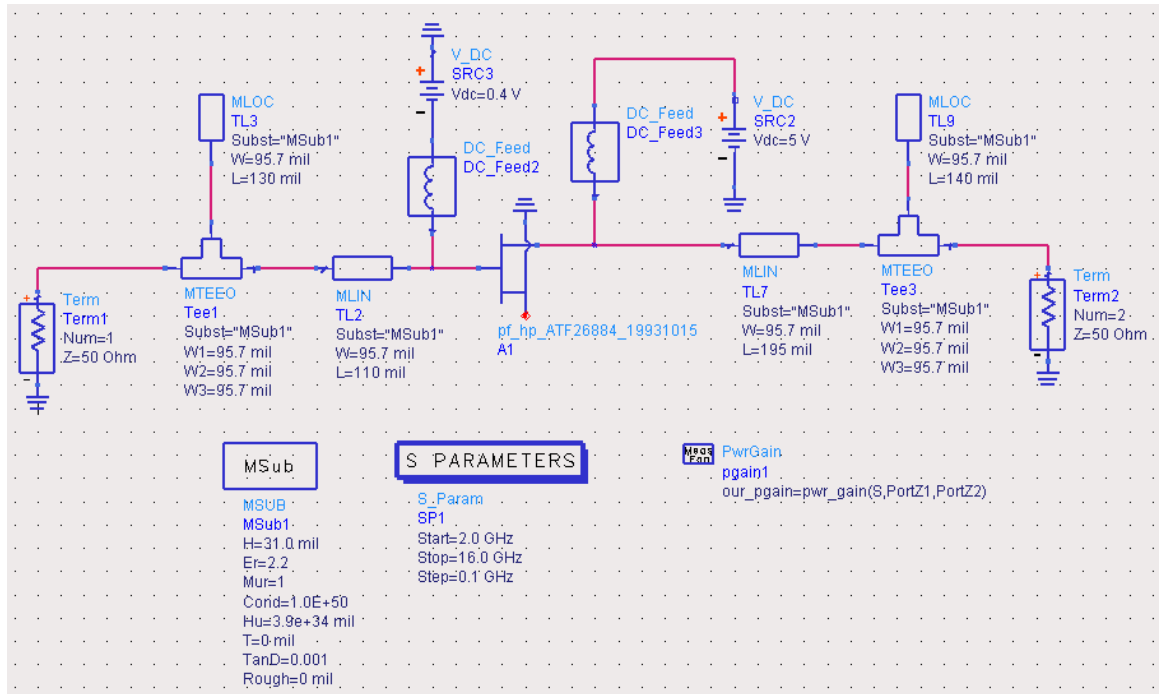 MLOC
TL3
Subst="MSub1"
W=95.7 mil
L=130 mil
V_DC
SRC3
Vdc=0.4 V
+
-
DC_Feed
DC_Feed2
DC_Feed
DC_Feed3
V_DC
SRC2
Vdc=5 V
+
-
MLOC
TL9
Subst="MSub1"
W=95.7 mil
L=140 mil
+
Term
Term1
Num=1
Z=50 Ohm
-
MTEEO
Tee1
Subst="MSub1"
W1=95.7 mil
W2=95.7 mil
W3=95.7 mil
MLIN
TL2
Subst="MSub1"
W=95.7 mil
L=110 mil
pf_hp_ATF26884_19931015
A1
MLIN
TL7
Subst="MSub1"
W=95.7 mil
L=195 mil
MTEEO
Tee3
Subst="MSub1"
W1=95.7 mil
W2=95.7 mil
W3=95.7 mil
+
Term
Term2
Num=2
Z=50 Ohm
-
MSub
MSUB
MSub1
H=31.0 mil
Er=2.2
Mur=1
Cond=1.0E+50
Hu=3.9e+34 mil
T=0 mil
TanD=0.001
Rough=0 mil
S PARAMETERS
S_Param
SP1
Start=2.0 GHz
Stop=16.0 GHz
Step=0.1 GHz
Meas
Eqn
PwrGain
pgain1
our_pgain=pwr_gain(S,PortZ1,PortZ2)